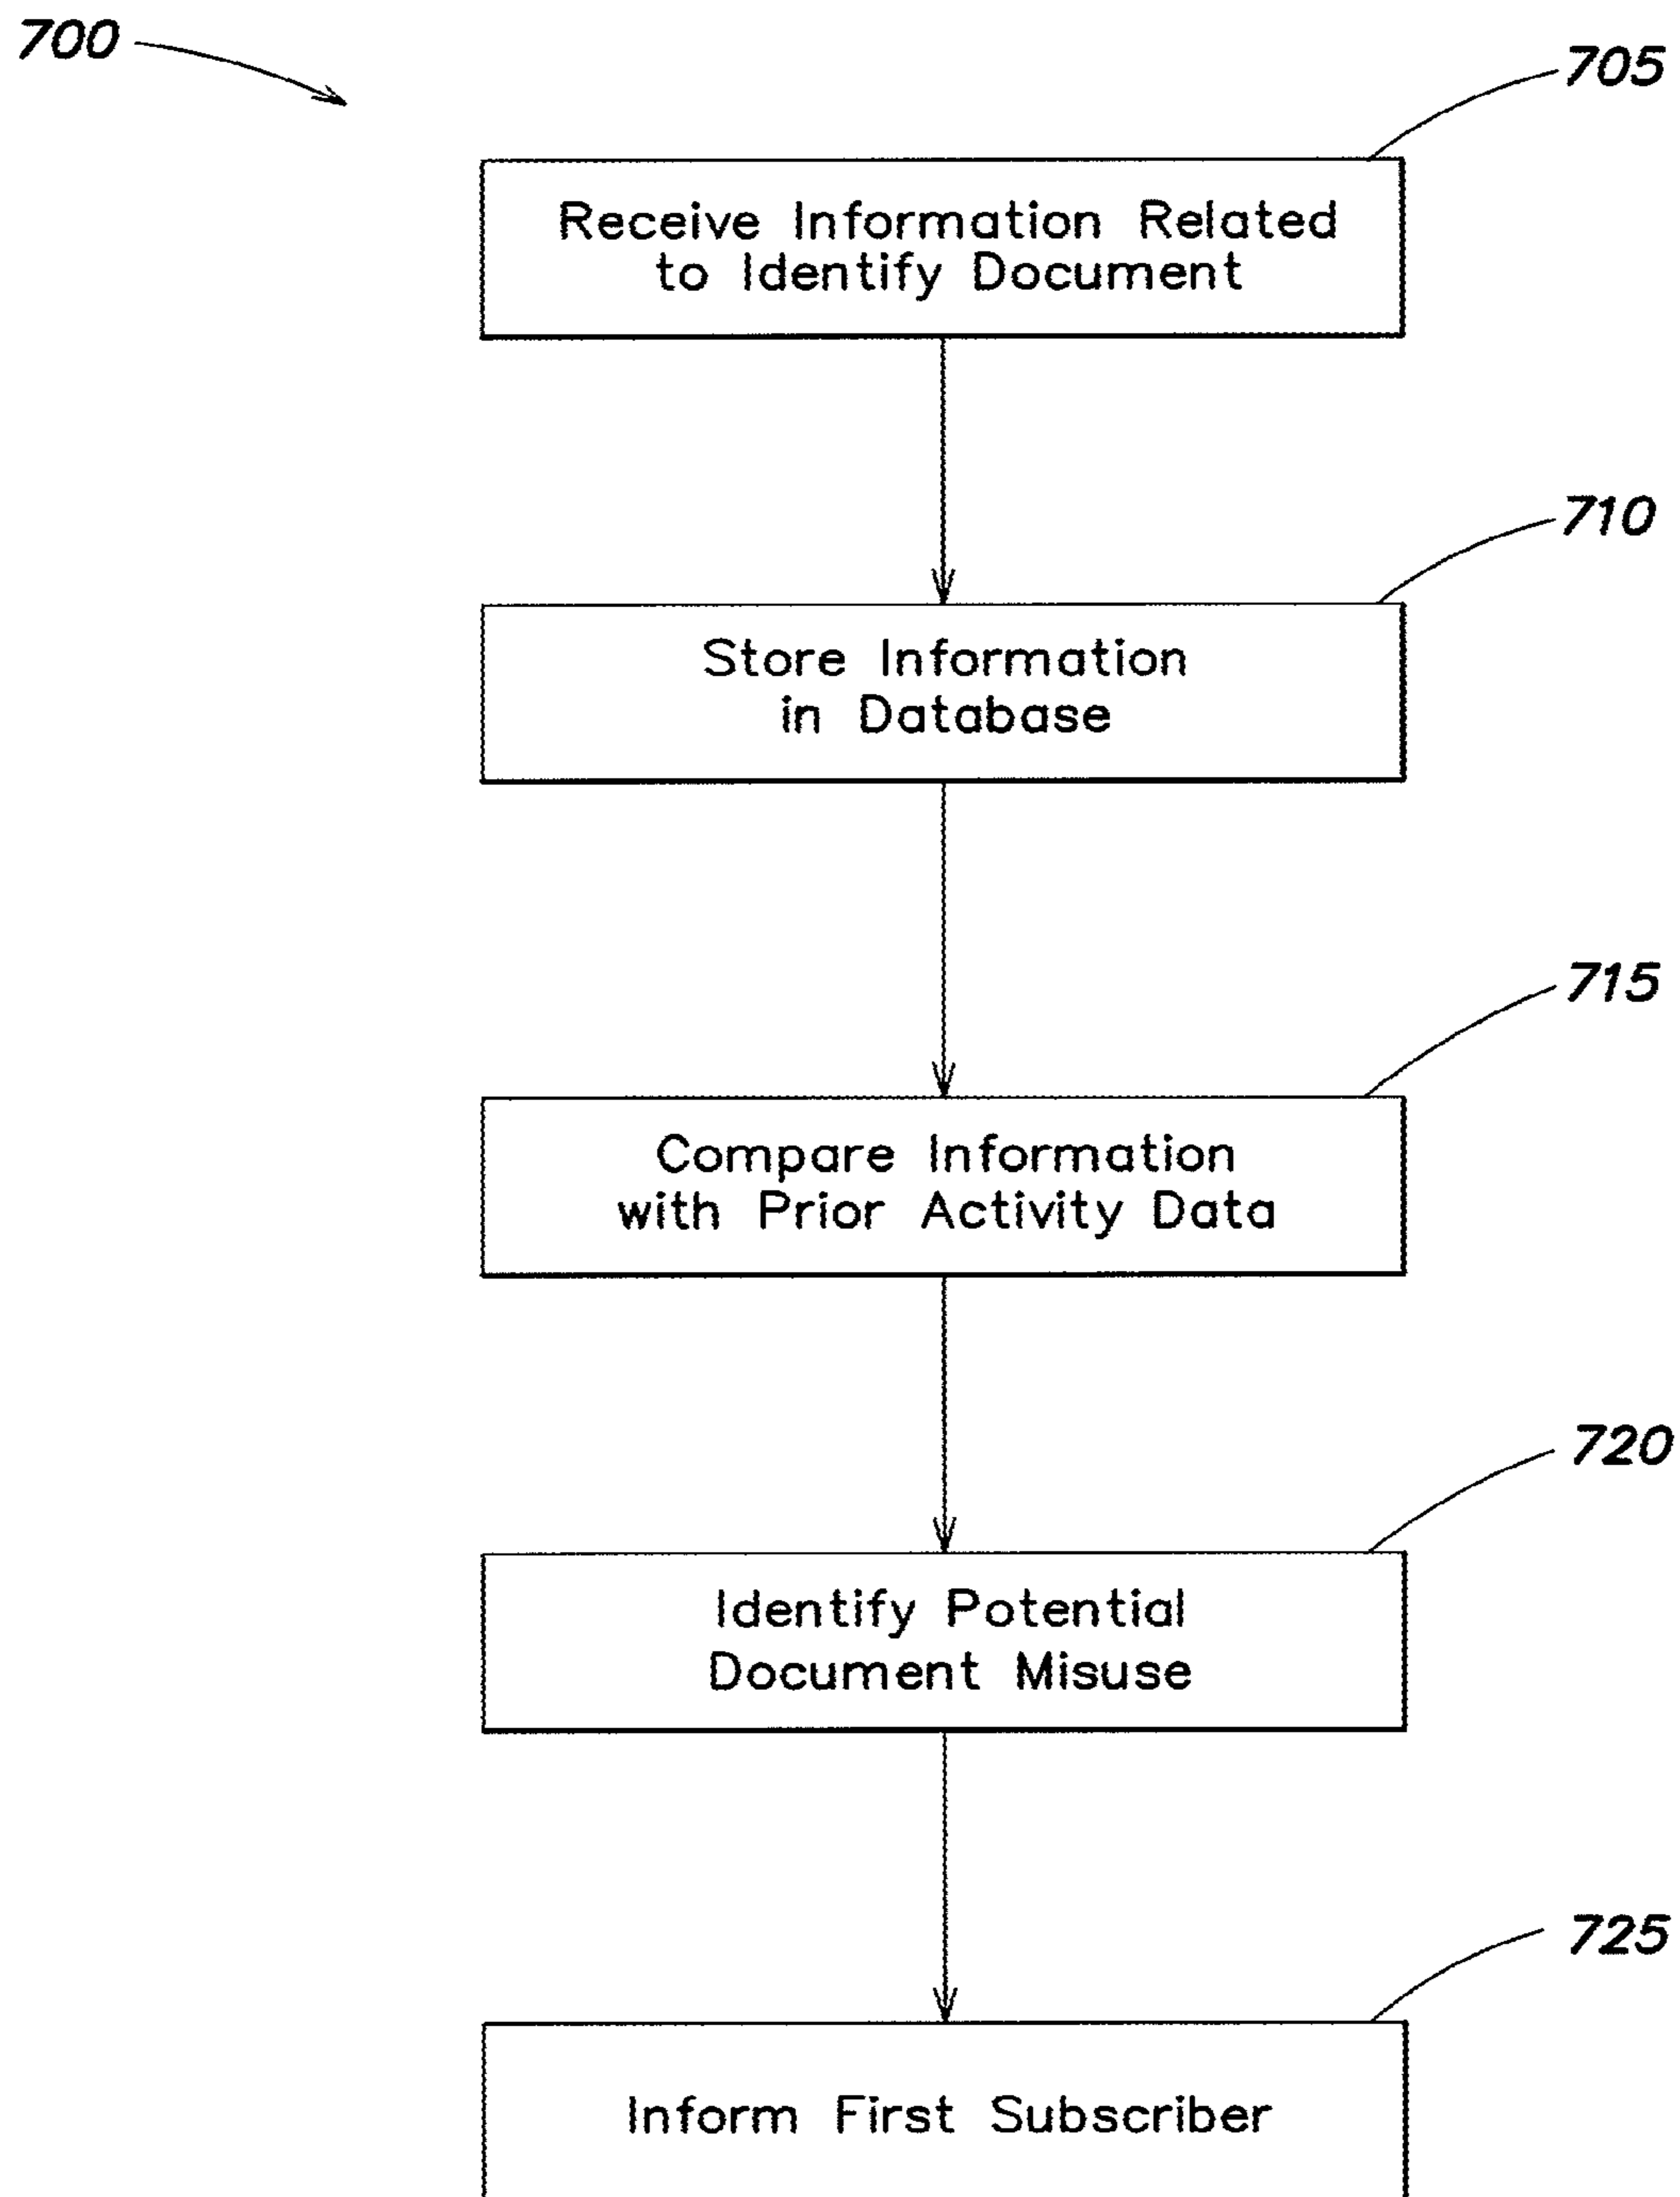 700
705
Receive Information Related
to Identify Document
710
Store Information
in Database
715
Compare Information
with Prior Activity Data
720
Identify Potential
Document Misuse
725
Inform First Subscriber